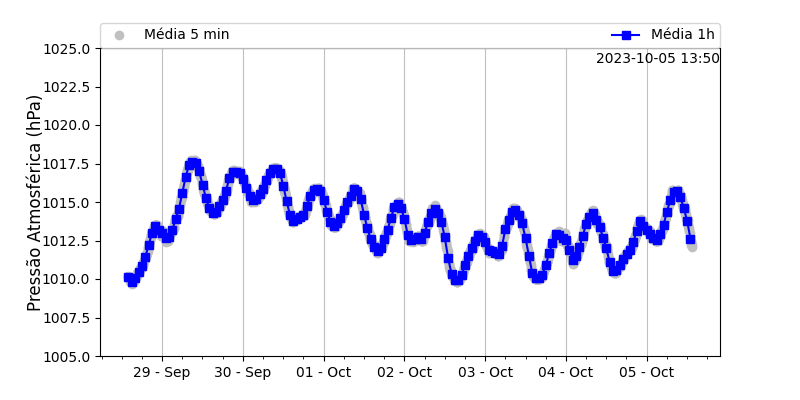 Média 5 min
Média 1h
2023-10-05 13:50
Pressão Atmosférica (hPa)
1025.0
1022.5
1020.0
1017.5
1015.0
1012.5
1010.0
1007.5
1005.0
29 - Sep
30 - Sep
01 - Oct
02 - Oct
03 - Oct
04 - Oct
05 - Oct